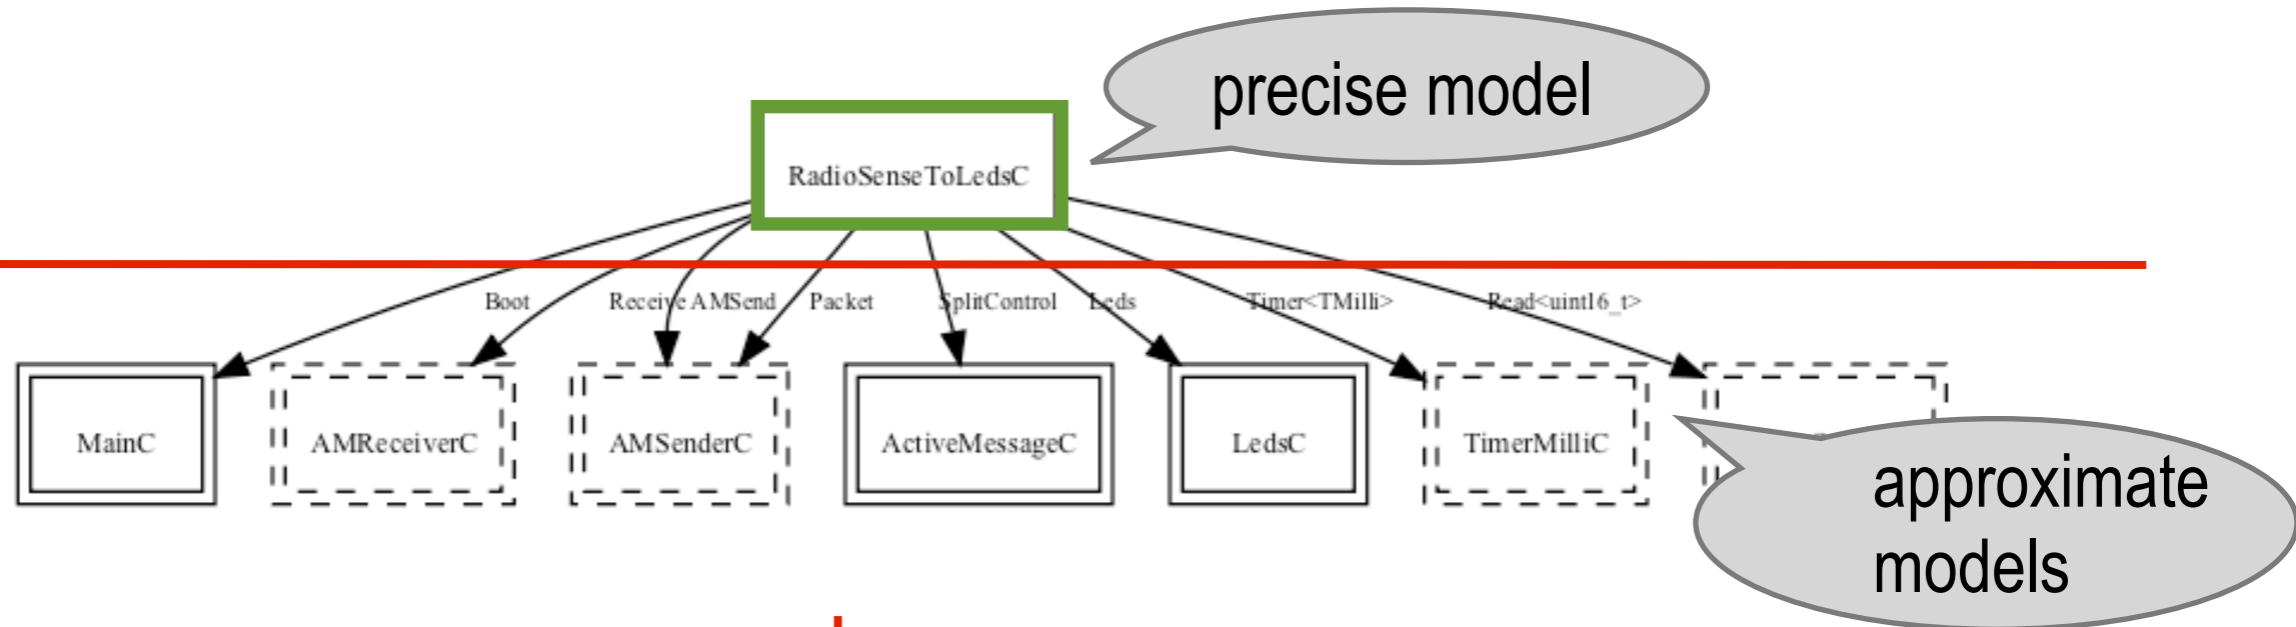 precise model
RadioSenseToLedsC
Boot
Receive
AMSend
Packet
SplitControl
Leds
Timer<TMilli>
Read<uint16_t>
MainC
AMReceiverC
AMSenderC
ActiveMessageC
LedsC
TimerMilliC
approximate
models